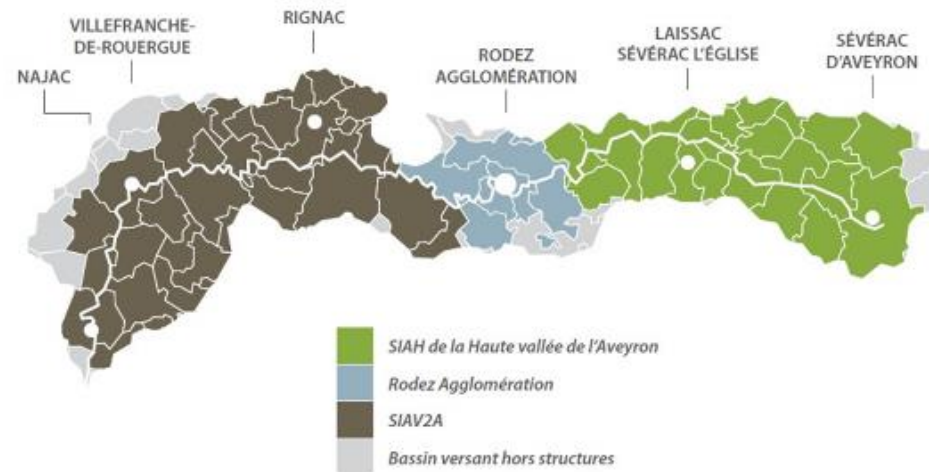 VILLEFRANCHE-
DE-ROUERGUE
RIGNAC
NAJAC
RODEZ
AGGLOMÉRATION
LAISSAC
SÉVÉRAC L'ÉGLISE
SÉVÉRAC
D'AVEYRON
SIAH de la Haute vallée de l'Aveyron
Rodez Agglomération
SIAV2A
Bassin versant hors structures